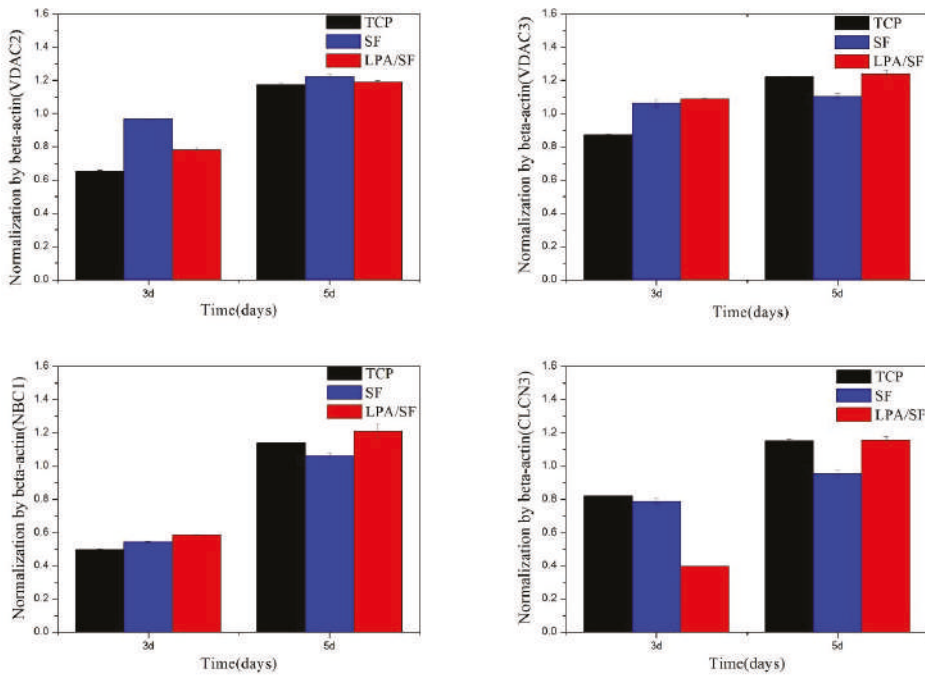 Normalization by beta-actin(VDAC2)
1.6
1.4
1.2
1.0
0.8
0.6
0.4
0.2
0.0
TCP
SF
LPA/SF
3d
5d
Time(days)
Normalization by beta-actin(VDAC3)
1.6
1.4
1.2
1.0
0.8
0.6
0.4
0.2
0.0
TCP
SF
LPA/SF
3d
5d
Time(days)
Normalization by beta-actin(NBC1)
1.6
1.4
1.2
1.0
0.8
0.6
0.4
0.2
0.0
TCP
SF
LPA/SF
3d
5d
Time(days)
Normalization by beta-actin(CLCN3)
1.6
1.4
1.2
1.0
0.8
0.6
0.4
0.2
0.0
TCP
SF
LPA/SF
3d
5d
Time(days)